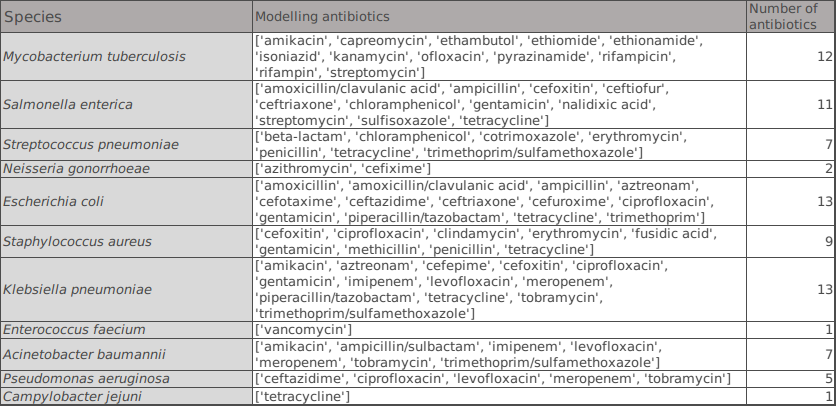 Species Modelling antibiotics Number of
antibiotics
Mycobacterium tuberculosis ['amikacin', 'capreomycin', 'ethambutol', 'ethiomide', 'ethionamide',
'isoniazid', 'kanamycin', 'ofloxacin', 'pyrazinamide', 'rifampicin', 12
'rifampin', 'streptomycin']
Salmonella enterica ['amoxicillin/clavulanic acid', 'ampicillin', 'cefoxitin', 'ceftiofur',
'ceftriaxone', 'chloramphenicol', 'gentamicin', 'nalidixic acid', 11
'streptomycin', 'sulfisoxazole', 'tetracycline']
Streptococcus pneumoniae ['beta-lactam', 'chloramphenicol', 'cotrimoxazole', 'erythromycin', 7
'penicillin', 'tetracycline', 'trimethoprim/sulfamethoxazole']
Neisseria gonorrhoeae ['azithromycin', 'cefixime'] 2
Escherichia coli ['amoxicillin', 'amoxicillin/clavulanic acid', 'ampicillin', 'aztreonam',
'cefotaxime', 'ceftazidime', 'ceftriaxone', 'cefuroxime', 'ciprofloxacin', 13
'gentamicin', 'piperacillin/tazobactam', 'tetracycline', 'trimethoprim']
Staphylococcus aureus ['cefoxitin', 'ciprofloxacin', 'clindamycin', 'erythromycin', 'fusidic acid', 9
'gentamicin', 'methicillin', 'penicillin', 'tetracycline']
Klebsiella pneumoniae ['amikacin', 'aztreonam', 'cefepime', 'cefoxitin', 'ciprofloxacin',
'gentamicin', 'imipenem', 'levofloxacin', 'meropenem', 13
'piperacillin/tazobactam', 'tetracycline', 'tobramycin',
'trimethoprim/sulfamethoxazole']
Enterococcus faecium ['vancomycin'] 1
Acinetobacter baumannii ['amikacin', 'ampicillin/sulbactam', 'imipenem', 'levofloxacin', 7
'meropenem', 'tobramycin', 'trimethoprim/sulfamethoxazole']
Pseudomonas aeruginosa ['ceftazidime', 'ciprofloxacin', 'levofloxacin', 'meropenem', 'tobramycin'] 5
Campylobacter jejuni ['tetracycline'] 1